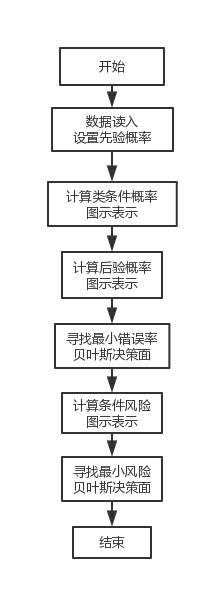 开始
数据读入
设置先验概率
计算类条件概率
图示表示
计算后验概率
图示表示
寻找最小错误率
贝叶斯决策面
计算条件风险
图示表示
寻找最小风险
贝叶斯决策面
结束